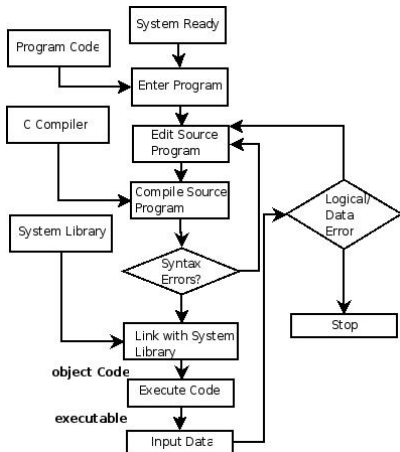 System Ready
Program Code
Enter Program
C Compiler
Edit Source
Program
Compile Source
Program
Logical/
Data
Error
System Library
Syntax
Errors?
Stop
Link with System
Library
object Code
Execute Code
executable
Input Data